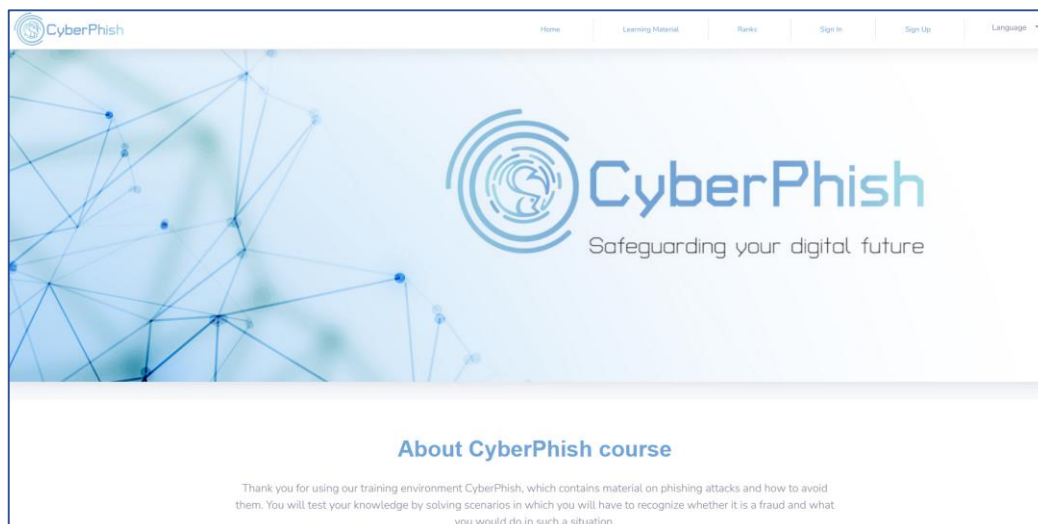 CyberPhish
Home Learning Material Ranks Sign In Sign Up Language
CyberPhish
Safeguarding your digital future
About CyberPhish course
Thank you for using our training environment CyberPhish, which contains material on phishing attacks and how to avoid
them. You will test your knowledge by solving scenarios in which you will have to recognize whether it is a fraud and what
you would do in such a situation